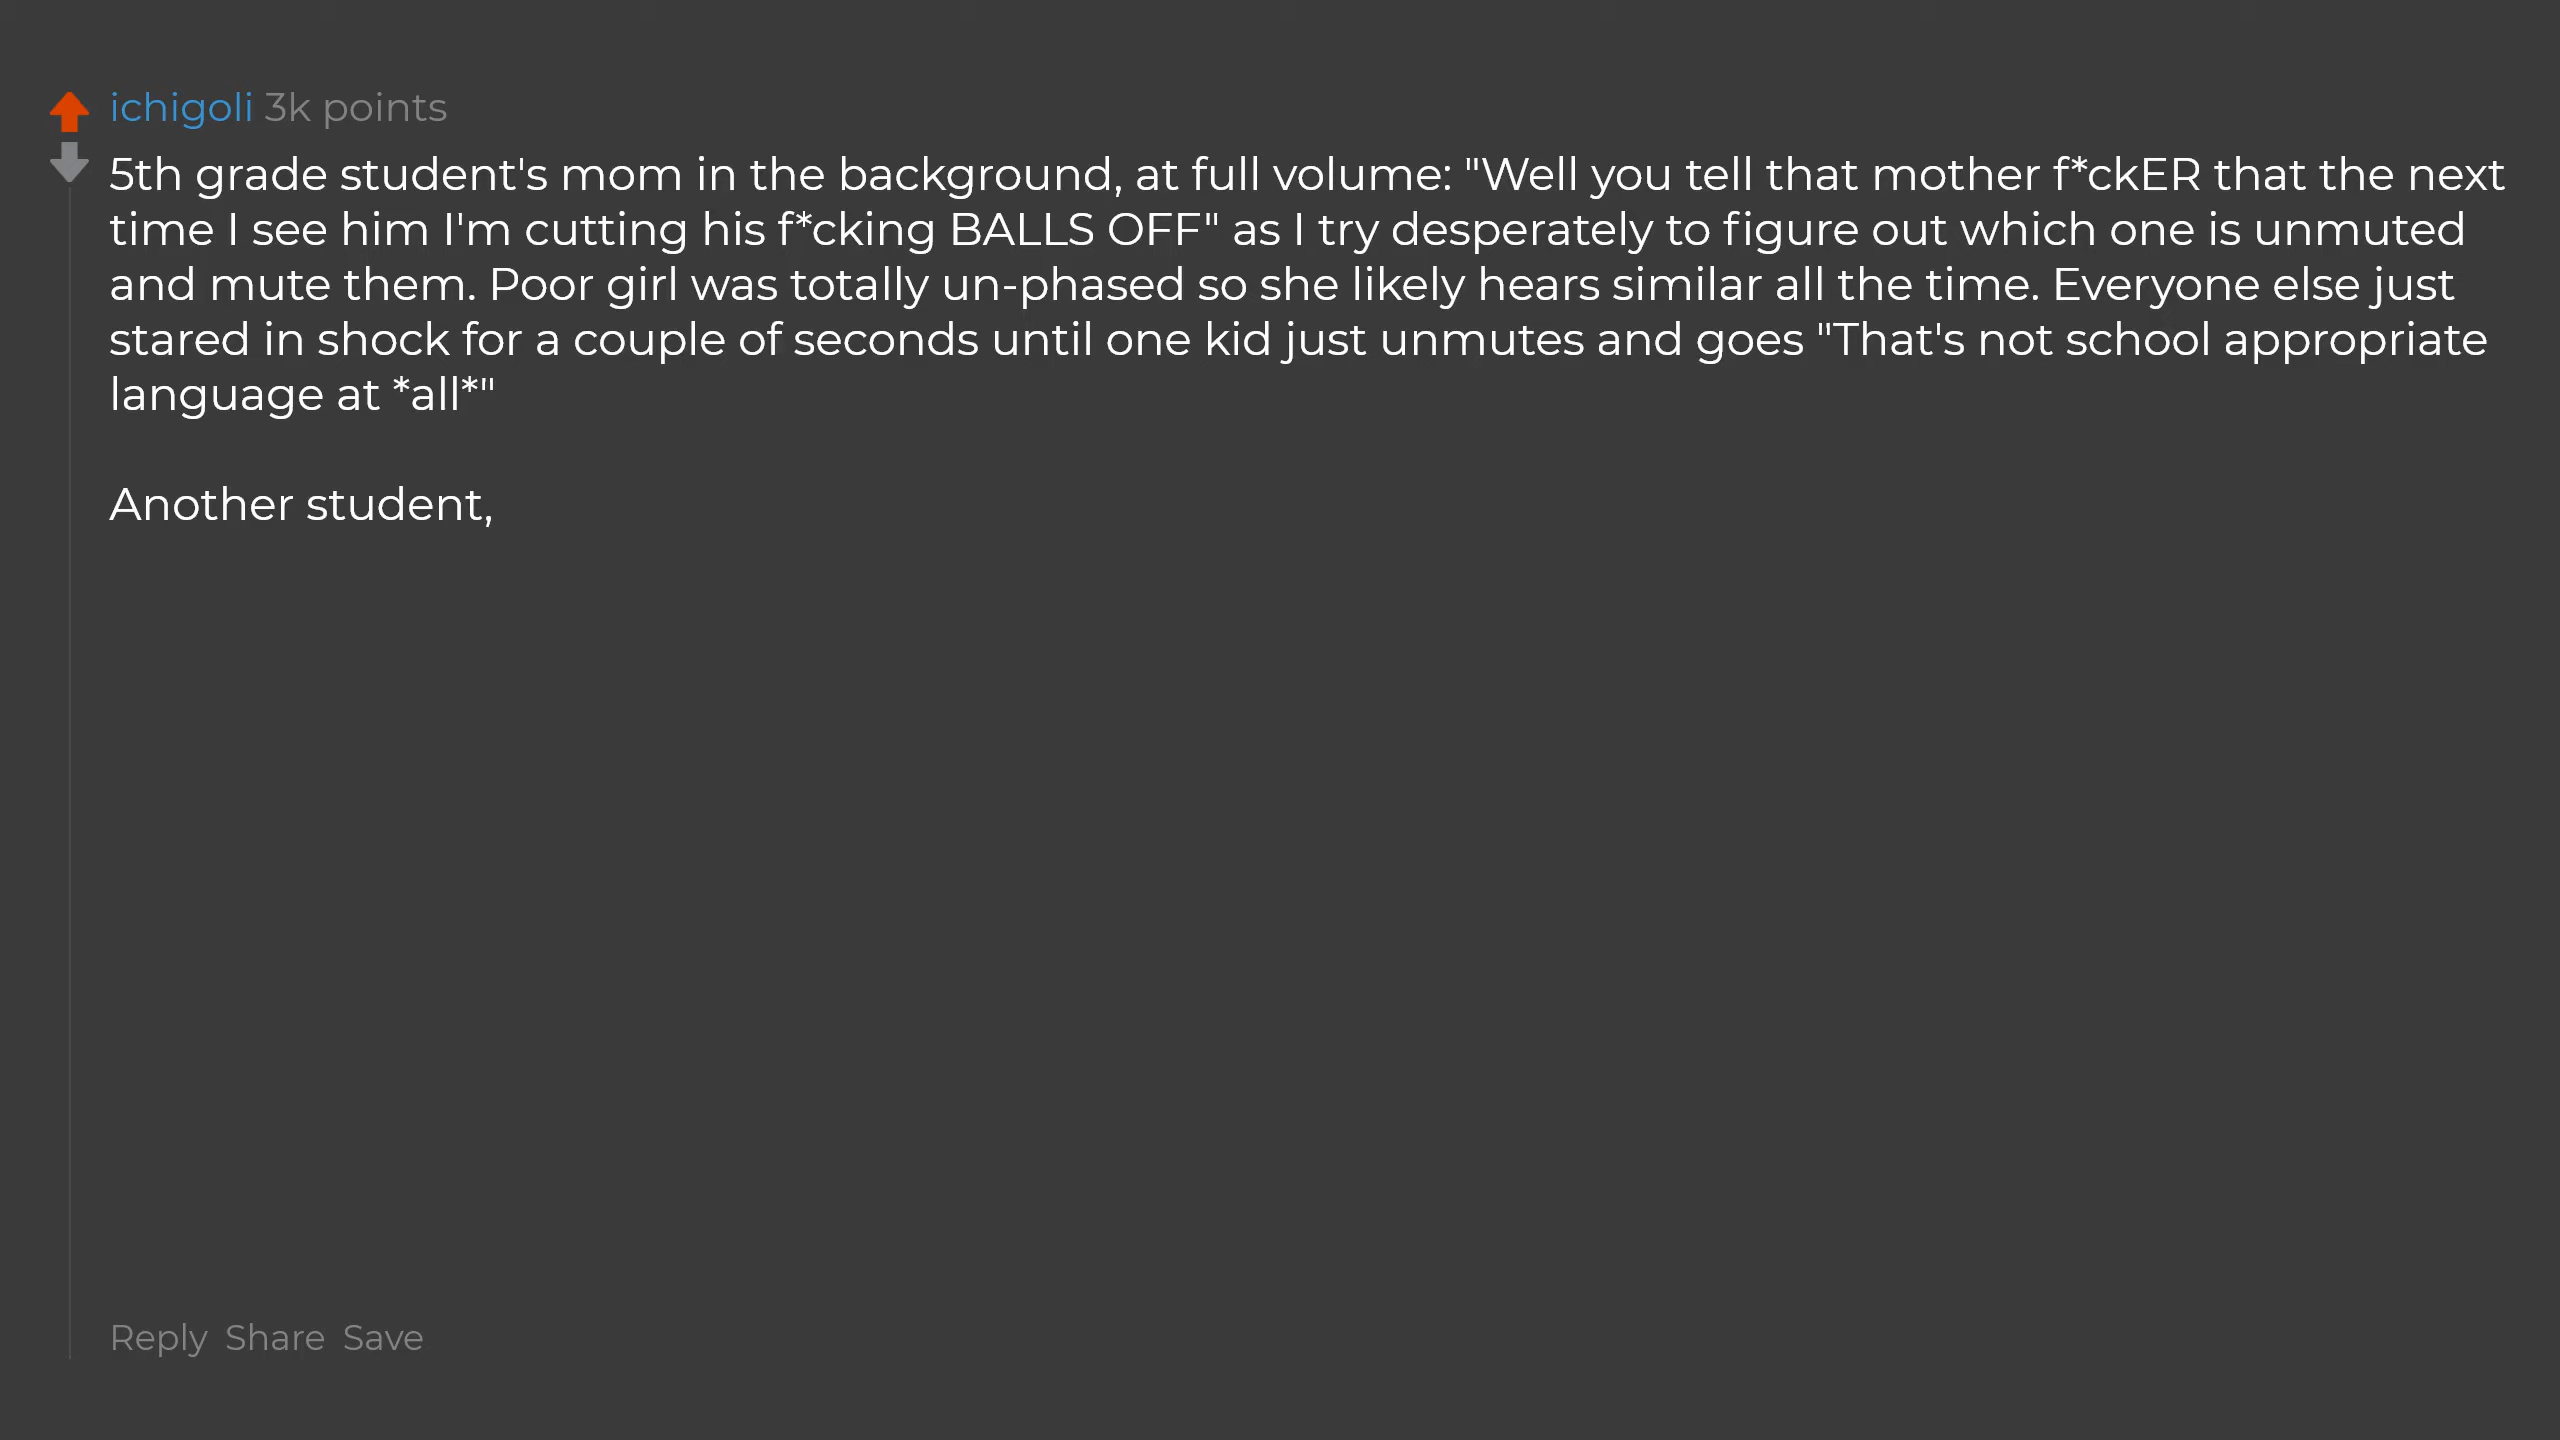 ichigoli 3k points
5th grade student's mom in the background, at full volume: "Well you tell that mother f*ckER that the next
time I see him I'm cutting his f*cking BALLS OFF" as I try desperately to figure out which one is unmuted
and mute them. Poor girl was totally un-phased so she likely hears similar all the time. Everyone else just
stared in shock for a couple of seconds until one kid just unmutes and goes "That's not school appropriate
language at *all*"
Another student,
Reply Share Save